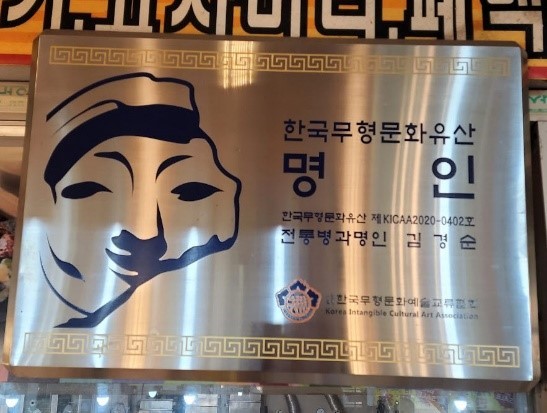 한국무형문화유산
명 인
한국무형문화유산 제KICAA2020-0402호
전통병과명인 김경순
한국무형문화예술교류협회
Korea Intangible Cultural Art Association